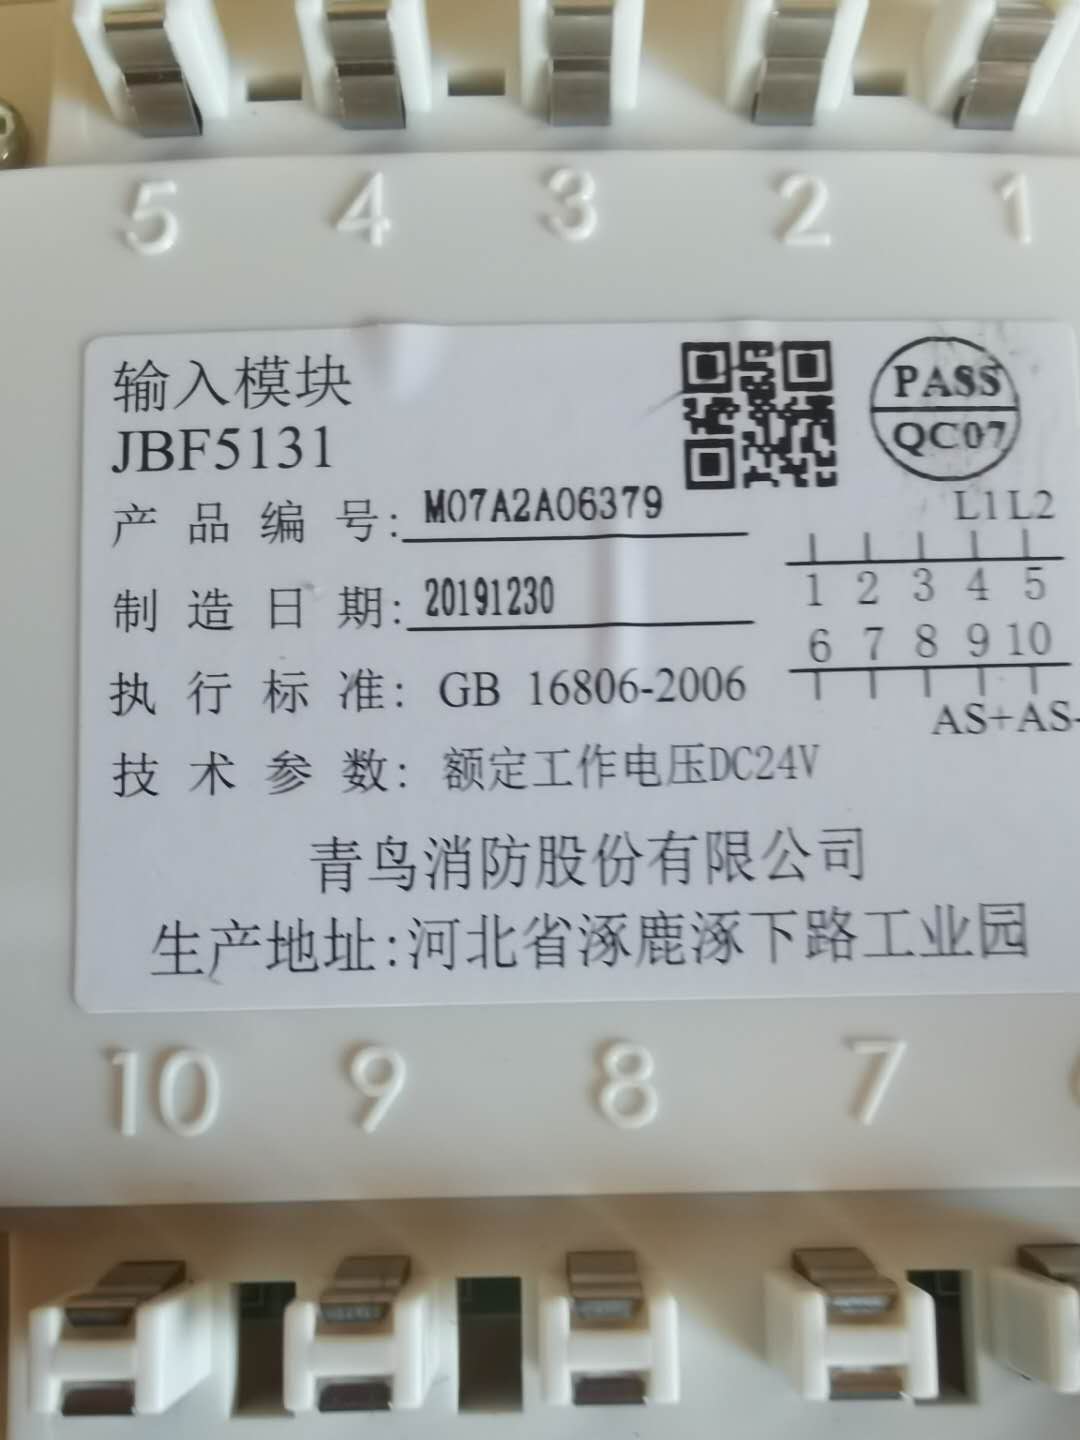 5 4 3 2 1
输入模块
JBF5131
PASS
QC07
产品编号: M07A2A06379
制造日期: 20191230
执行标准: GB 16806-2006
技术参数: 额定工作电压DC24V
L1 L2
1 2 3 4 5
6 7 8 9 10
AS+ AS-
青鸟消防股份有限公司
生产地址:河北省涿鹿涿下路工业园
10 9 8 7